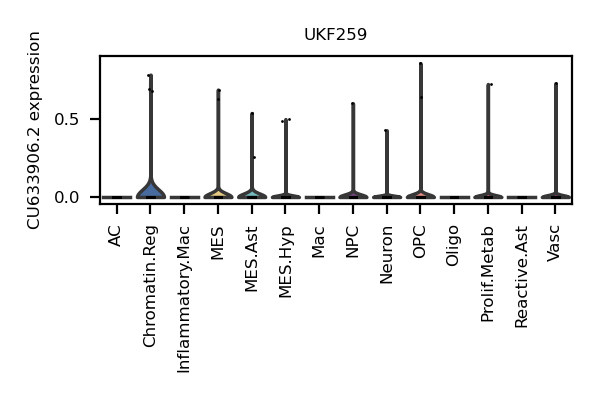 UKF259
CU633906.2 expression
0.5
0.0
AC
Chromatin.Reg
Inflammatory.Mac
MES
MES.Ast
MES.Hyp
Mac
NPC
Neuron
OPC
Oligo
Prolif.Metab
Reactive.Ast
Vasc